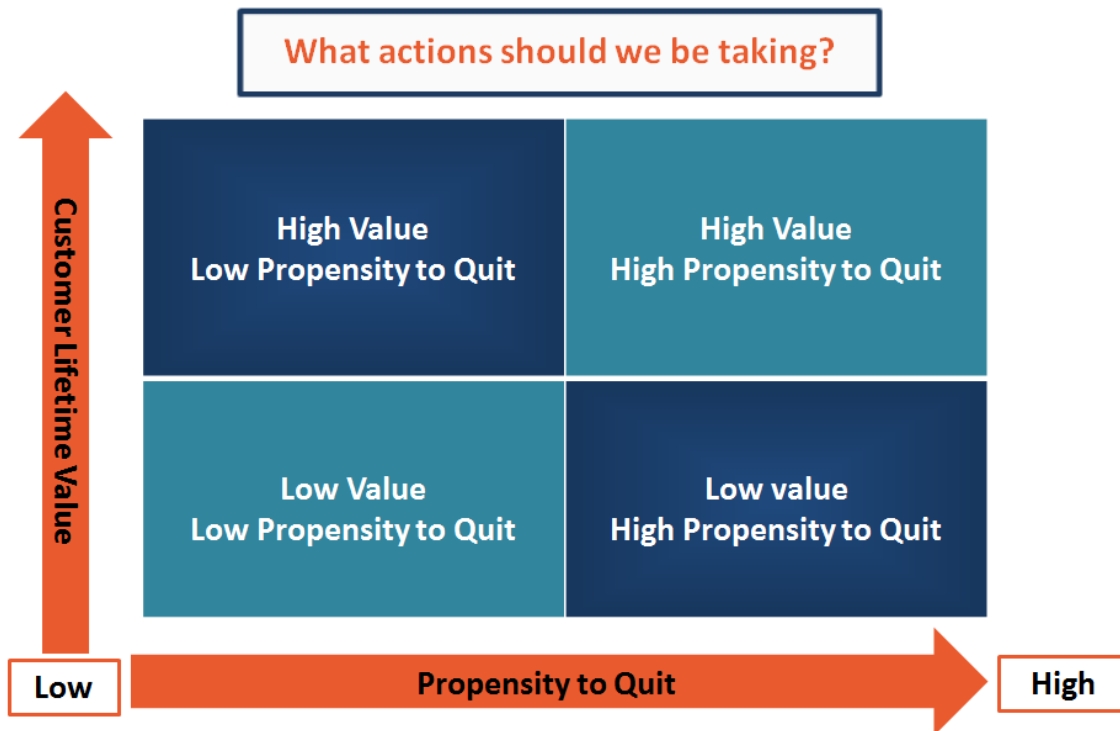 What actions should we be taking?
Customer Lifetime Value
High Value
Low Propensity to Quit
High Value
High Propensity to Quit
Low Value
Low Propensity to Quit
Low value
High Propensity to Quit
Low
Propensity to Quit
High